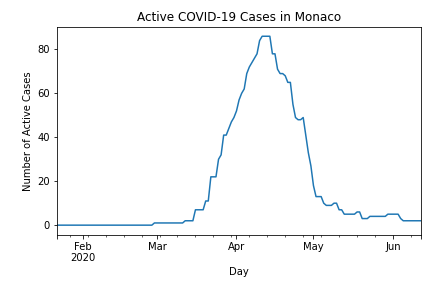 Active COVID-19 Cases in Monaco
Number of Active Cases
80
60
40
20
0
Feb Mar Apr May Jun
2020
Day